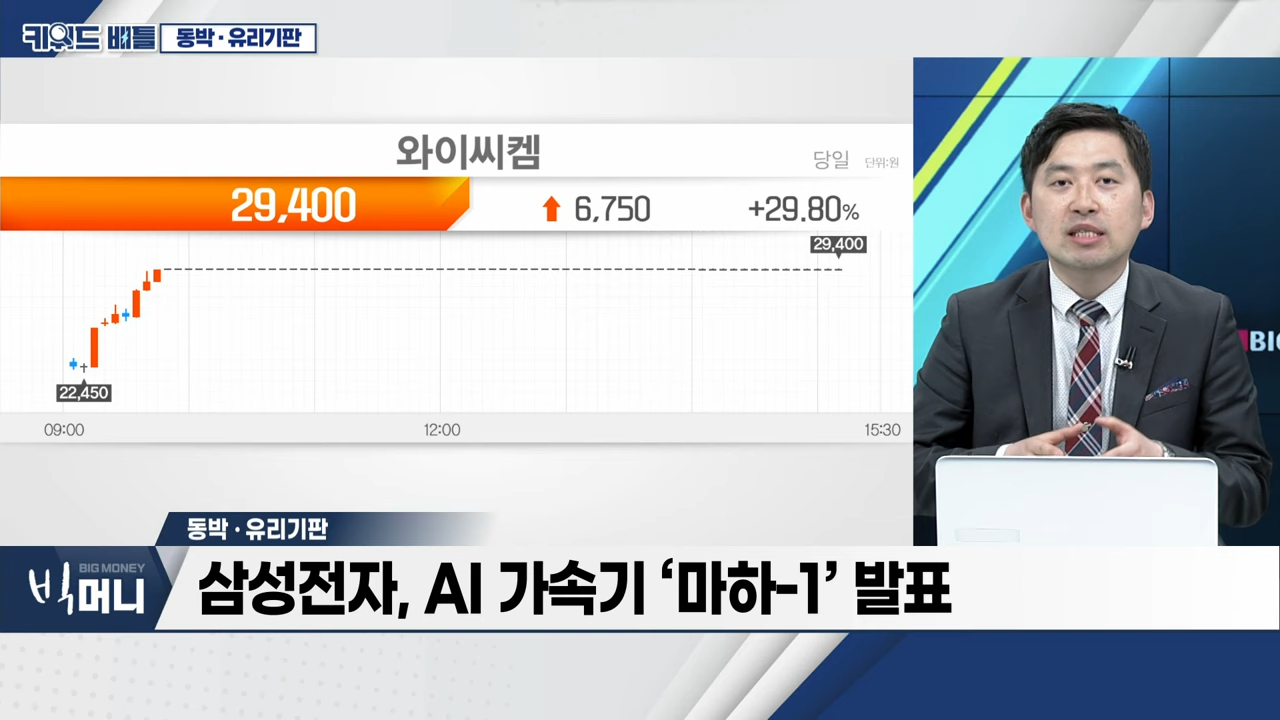 키워드 배틀 동박·유리기판
와이씨켐
당일 단위:원
29,400 6,750 +29.80%
29,400
22,450
09:00 12:00 15:30
BIG
동박·유리기판
BIG MONEY
빅머니
삼성전자, AI 가속기 ‘마하-1’ 발표